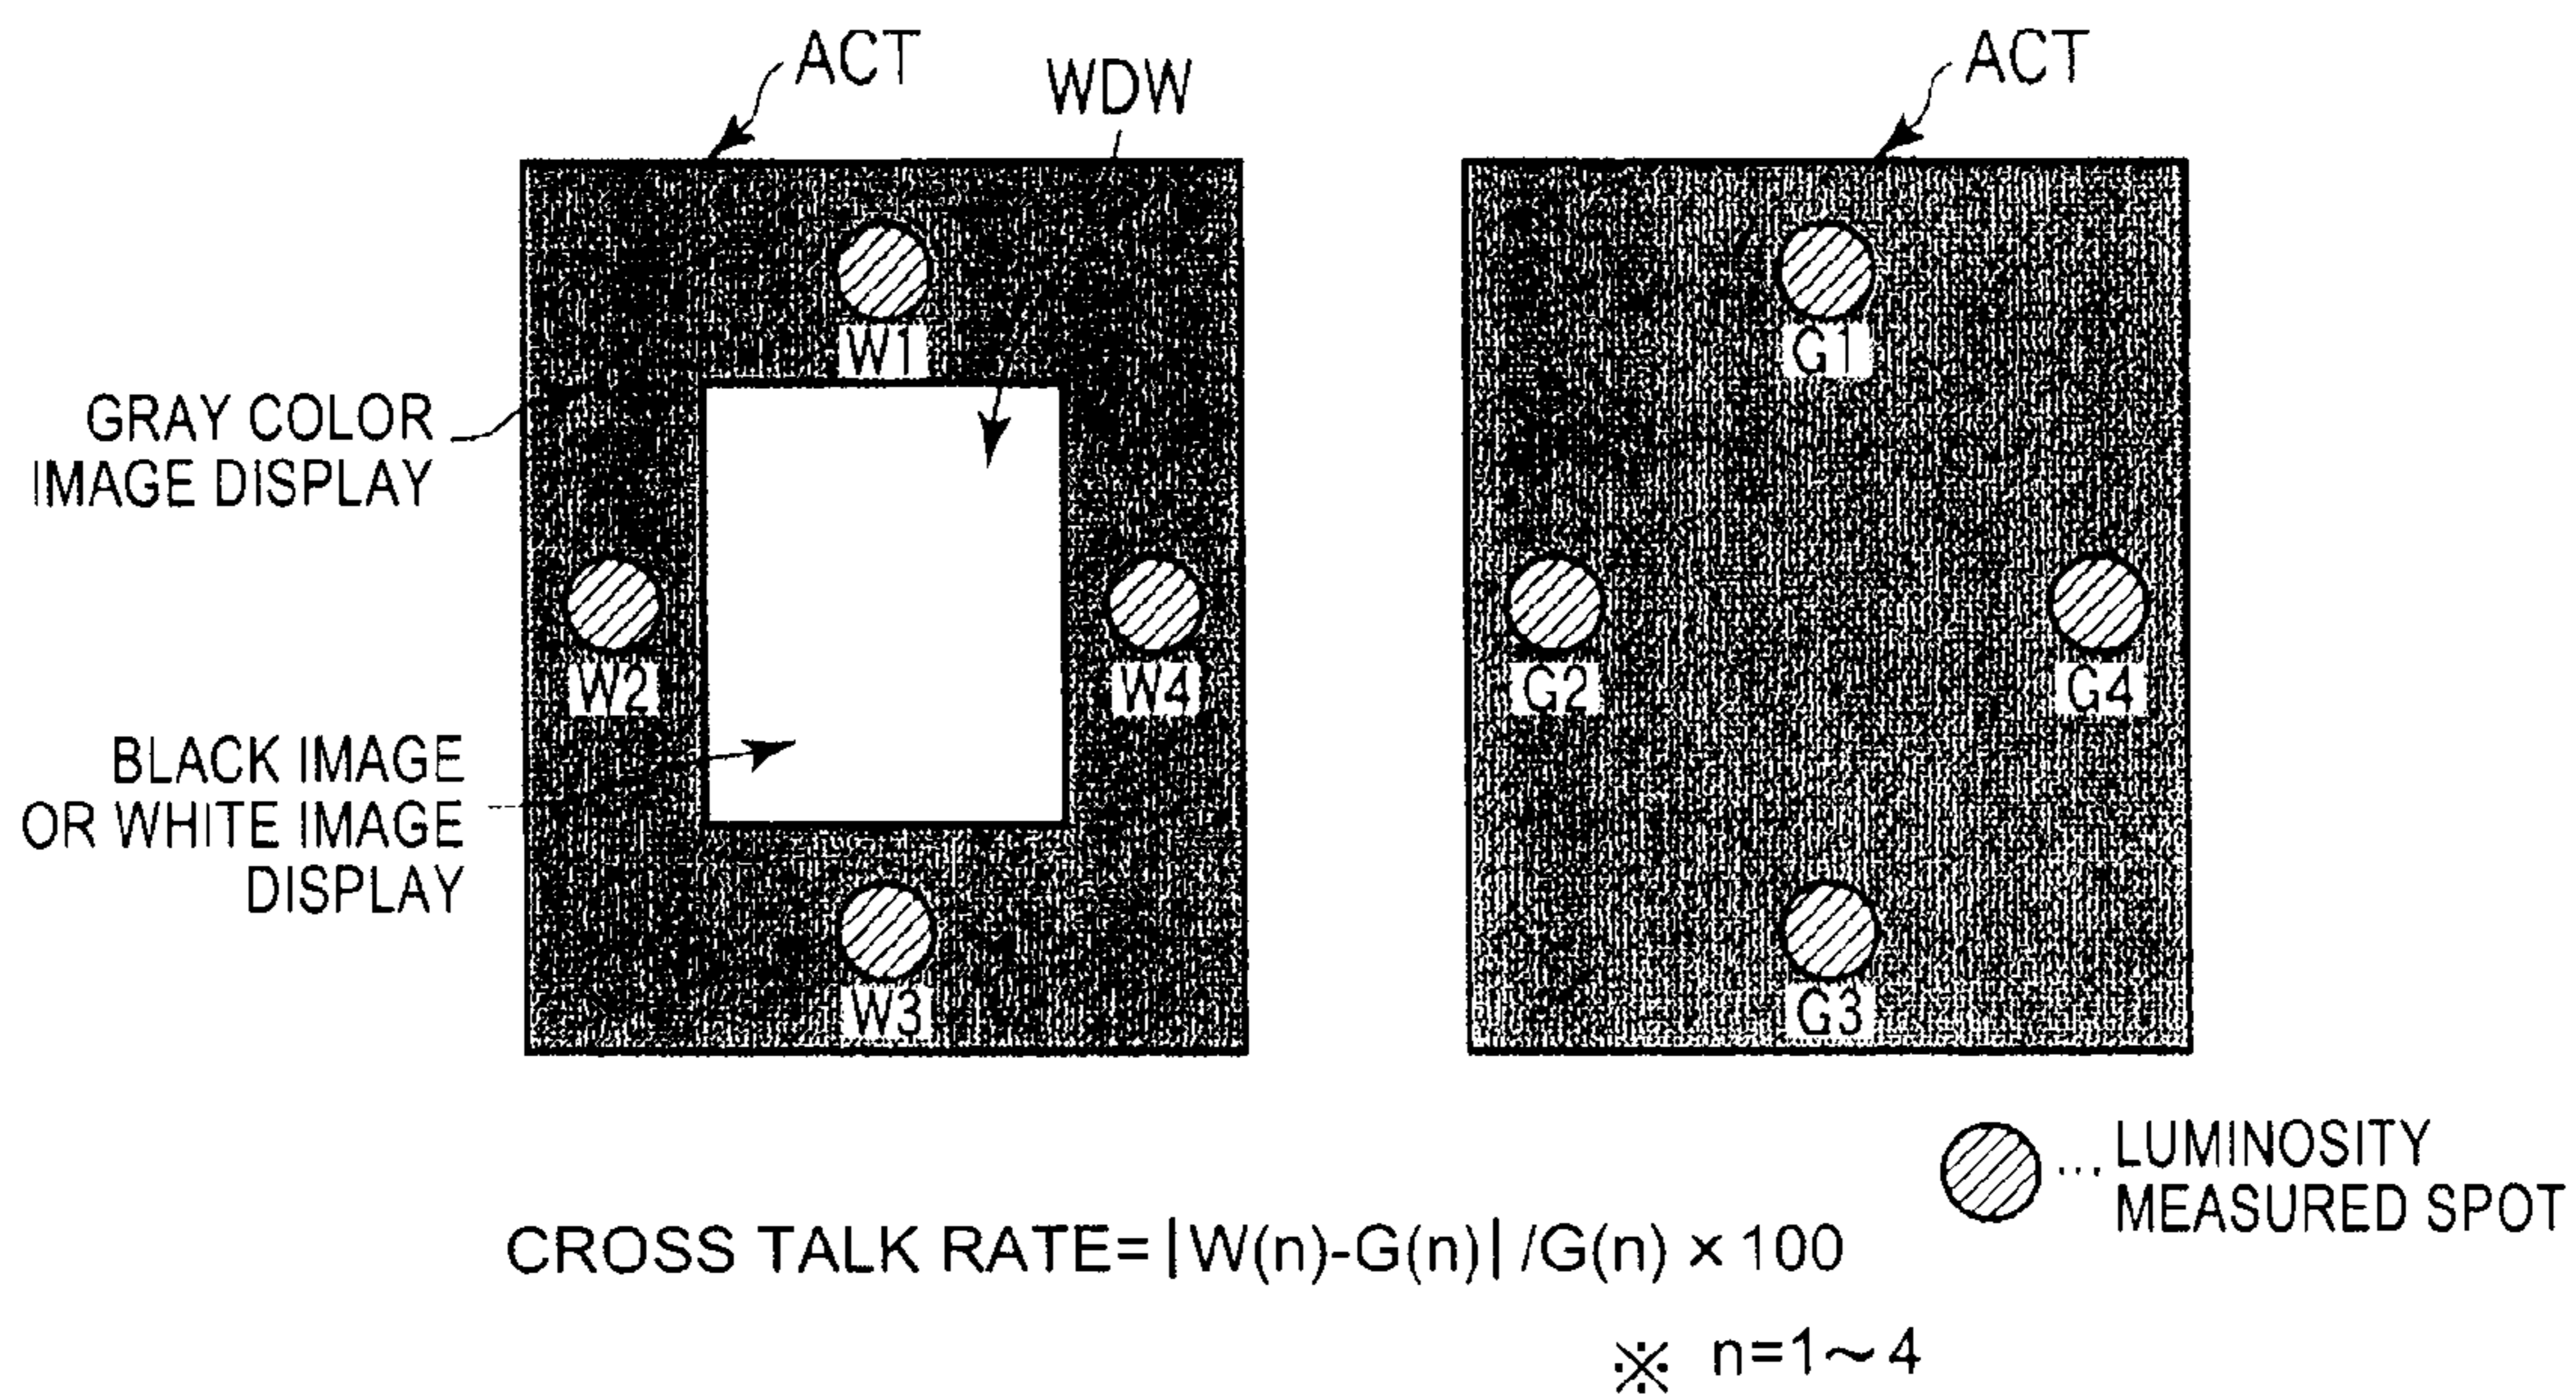 ACT
WDW
ACT
W1
G1
GRAY COLOR
IMAGE DISPLAY
W2
W4
G2
G4
BLACK IMAGE
OR WHITE IMAGE
DISPLAY
W3
G3
... LUMINOSITY
MEASURED SPOT
CROSS TALK RATE=|W(n)-G(n)| /G(n) × 100
※ n=1~4